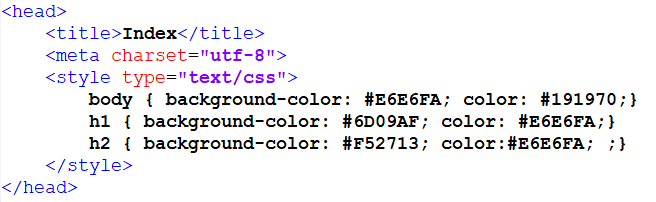 <head>
<title>Index</title>
<meta charset="utf-8">
<style type="text/css">
body { background-color: #E6E6FA; color: #191970;}
h1 { background-color: #6D09AF; color: #E6E6FA;}
h2 { background-color: #F52713; color:#E6E6FA; ;}
</style>
</head>